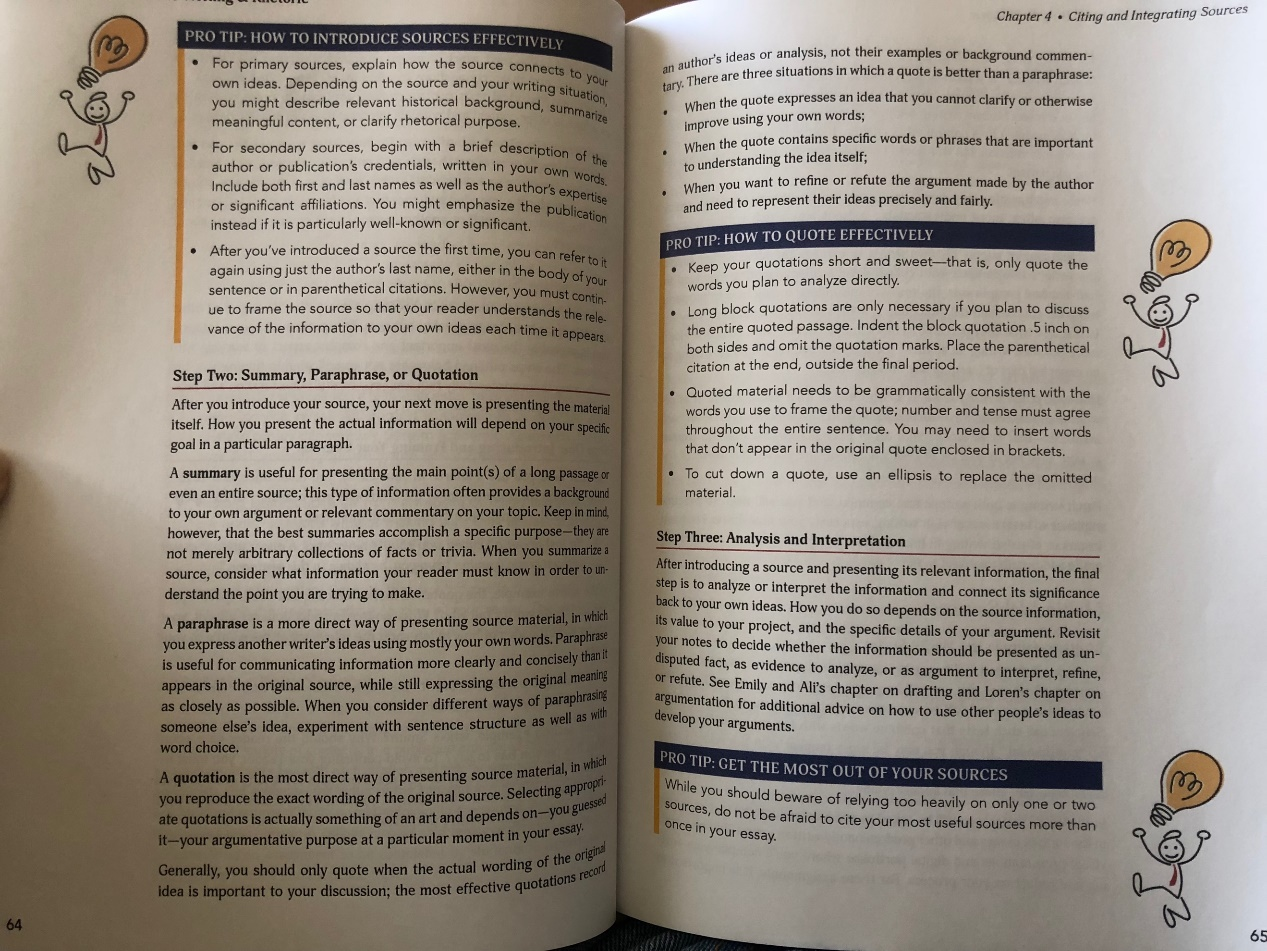 & Rhetoric
PRO TIP: HOW TO INTRODUCE SOURCES EFFECTIVELY
• For primary sources, explain how the source connects to your
own ideas. Depending on the source and your writing situation,
you might describe relevant historical background, summarize
meaningful content, or clarify rhetorical purpose.
• For secondary sources, begin with a brief description of the
author or publication's credentials, written in your own words.
Include both first and last names as well as the author's expertise
or significant affiliations. You might emphasize the publication
instead if it is particularly well-known or significant.
• After you've introduced a source the first time, you can refer to it
again using just the author's last name, either in the body of your
sentence or in parenthetical citations. However, you must contin-
ue to frame the source so that your reader understands the rele-
vance of the information to your own ideas each time it appears.
Step Two: Summary, Paraphrase, or Quotation
After you introduce your source, your next move is presenting the material
itself. How you present the actual information will depend on your specific
goal in a particular paragraph.
A summary is useful for presenting the main point(s) of a long passage or
even an entire source; this type of information often provides a background
to your own argument or relevant commentary on your topic. Keep in mind,
however, that the best summaries accomplish a specific purpose—they are
not merely arbitrary collections of facts or trivia. When you summarize a
source, consider what information your reader must know in order to un-
derstand the point you are trying to make.
A paraphrase is a more direct way of presenting source material, in which
you express another writer's ideas using mostly your own words. Paraphrase
is useful for communicating information more clearly and concisely than it
appears in the original source, while still expressing the original meaning
as closely as possible. When you consider different ways of paraphrasing
someone else's idea, experiment with sentence structure as well as with
word choice.
A quotation is the most direct way of presenting source material, in which
you reproduce the exact wording of the original source. Selecting appropri-
ate quotations is actually something of an art and depends on—you guessed
it—your argumentative purpose at a particular moment in your essay.
Generally, you should only quote when the actual wording of the original
idea is important to your discussion; the most effective quotations record
64
Chapter 4 • Citing and Integrating Sources
an author's ideas or analysis, not their examples or background commen-
tary. There are three situations in which a quote is better than a paraphrase:
• When the quote expresses an idea that you cannot clarify or otherwise
improve using your own words;
• When the quote contains specific words or phrases that are important
to understanding the idea itself;
• When you want to refine or refute the argument made by the author
and need to represent their ideas precisely and fairly.
PRO TIP: HOW TO QUOTE EFFECTIVELY
• Keep your quotations short and sweet—that is, only quote the
words you plan to analyze directly.
• Long block quotations are only necessary if you plan to discuss
the entire quoted passage. Indent the block quotation .5 inch on
both sides and omit the quotation marks. Place the parenthetical
citation at the end, outside the final period.
• Quoted material needs to be grammatically consistent with the
words you use to frame the quote; number and tense must agree
throughout the entire sentence. You may need to insert words
that don't appear in the original quote enclosed in brackets.
• To cut down a quote, use an ellipsis to replace the omitted
material.
Step Three: Analysis and Interpretation
After introducing a source and presenting its relevant information, the final
step is to analyze or interpret the information and connect its significance
back to your own ideas. How you do so depends on the source information,
its value to your project, and the specific details of your argument. Revisit
your notes to decide whether the information should be presented as un-
disputed fact, as evidence to analyze, or as argument to interpret, refine,
or refute. See Emily and Ali's chapter on drafting and Loren's chapter on
argumentation for additional advice on how to use other people's ideas to
develop your arguments.
PRO TIP: GET THE MOST OUT OF YOUR SOURCES
While you should beware of relying too heavily on only one or two
sources, do not be afraid to cite your most useful sources more than
once in your essay.
65